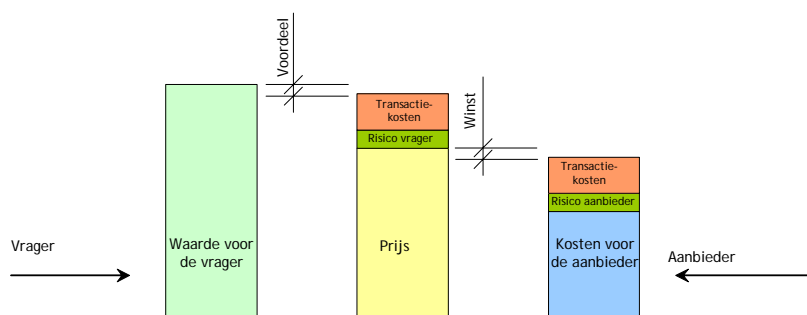 Voordeel
Transactie-
kosten
Risico vrager
Winst
Transactie-
kosten
Risico aanbieder
Vrager
Waarde voor
de vrager
Prijs
Kosten voor
de aanbieder
Aanbieder